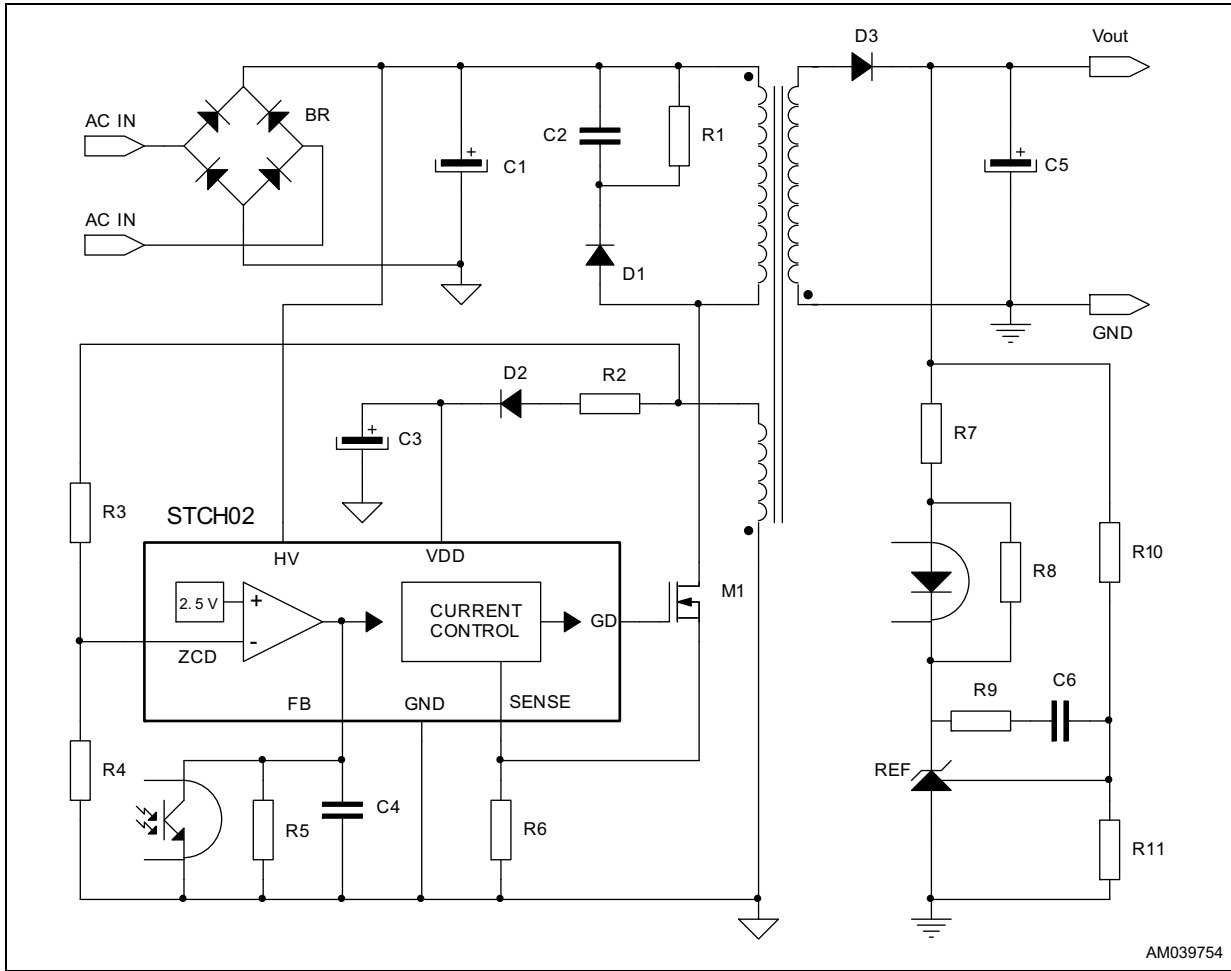 D3
Vout
BR
AC IN
C2
R1
C1
C5
AC IN
D1
GND
D2
R2
C3
R7
R3
STCH02
HV
VDD
R10
R8
M1
2.5 V
+
-
CURRENT
CONTROL
GD
ZCD
C6
R9
FB
GND
SENSE
R4
REF
C4
R5
R6
R11
AM039754